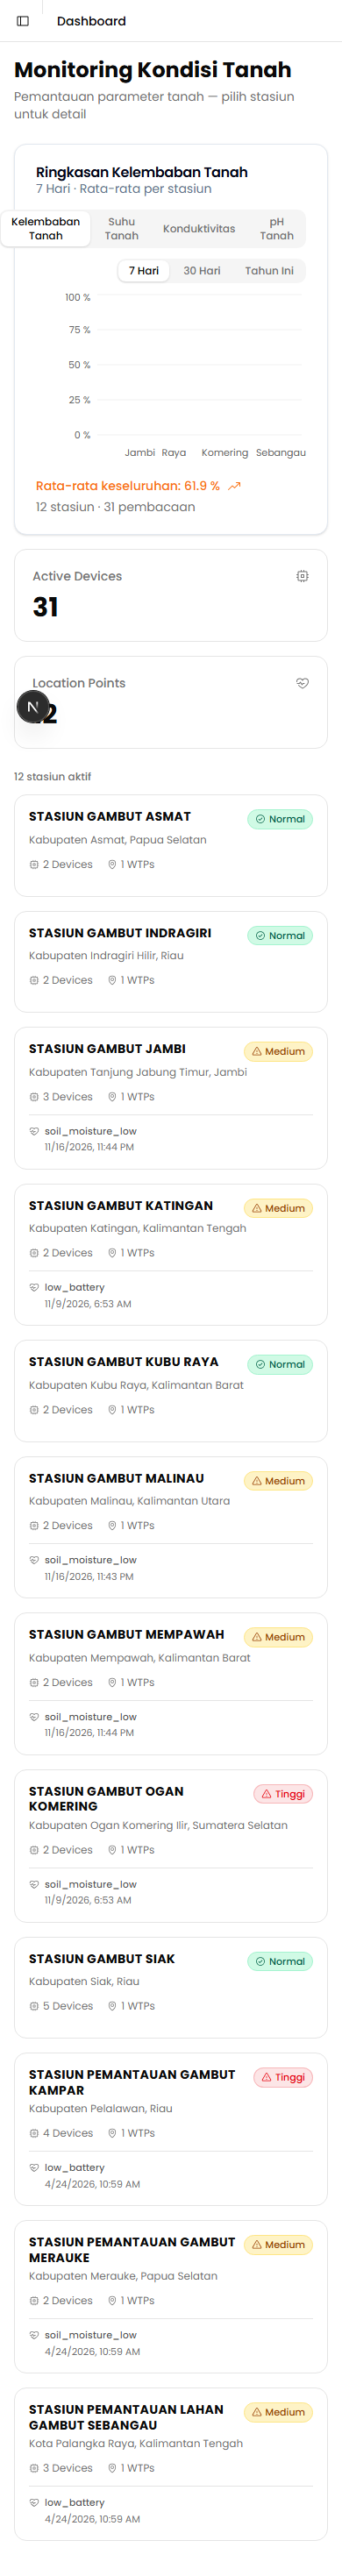 Dashboard
Monitoring Kondisi Tanah
Pemantauan parameter tanah — pilih stasiun
untuk detail
Ringkasan Kelembaban Tanah
7 Hari · Rata-rata per stasiun
Kelembaban
Tanah
Suhu
Tanah
Konduktivitas
pH
Tanah
7 Hari
30 Hari
Tahun Ini
100 %
75 %
50 %
25 %
0 %
Jambi Raya Komering Sebangau
Rata-rata keseluruhan: 61.9 %
12 stasiun · 31 pembacaan
Active Devices
31
Location Points
N
2
12 stasiun aktif
STASIUN GAMBUT ASMAT
Normal
Kabupaten Asmat, Papua Selatan
2 Devices 1 WTPs
STASIUN GAMBUT INDRAGIRI
Normal
Kabupaten Indragiri Hilir, Riau
2 Devices 1 WTPs
STASIUN GAMBUT JAMBI
Medium
Kabupaten Tanjung Jabung Timur, Jambi
3 Devices 1 WTPs
soil_moisture_low
11/16/2026, 11:44 PM
STASIUN GAMBUT KATINGAN
Medium
Kabupaten Katingan, Kalimantan Tengah
2 Devices 1 WTPs
low_battery
11/9/2026, 6:53 AM
STASIUN GAMBUT KUBU RAYA
Normal
Kabupaten Kubu Raya, Kalimantan Barat
2 Devices 1 WTPs
STASIUN GAMBUT MALINAU
Medium
Kabupaten Malinau, Kalimantan Utara
2 Devices 1 WTPs
soil_moisture_low
11/16/2026, 11:43 PM
STASIUN GAMBUT MEMPAWAH
Medium
Kabupaten Mempawah, Kalimantan Barat
2 Devices 1 WTPs
soil_moisture_low
11/16/2026, 11:44 PM
STASIUN GAMBUT OGAN
KOMERING
Tinggi
Kabupaten Ogan Komering Ilir, Sumatera Selatan
2 Devices 1 WTPs
soil_moisture_low
11/9/2026, 6:53 AM
STASIUN GAMBUT SIAK
Normal
Kabupaten Siak, Riau
5 Devices 1 WTPs
STASIUN PEMANTAUAN GAMBUT
KAMPAR
Tinggi
Kabupaten Pelalawan, Riau
4 Devices 1 WTPs
low_battery
4/24/2026, 10:59 AM
STASIUN PEMANTAUAN GAMBUT
MERAUKE
Medium
Kabupaten Merauke, Papua Selatan
2 Devices 1 WTPs
soil_moisture_low
4/24/2026, 10:59 AM
STASIUN PEMANTAUAN LAHAN
GAMBUT SEBANGAU
Medium
Kota Palangka Raya, Kalimantan Tengah
3 Devices 1 WTPs
low_battery
4/24/2026, 10:59 AM